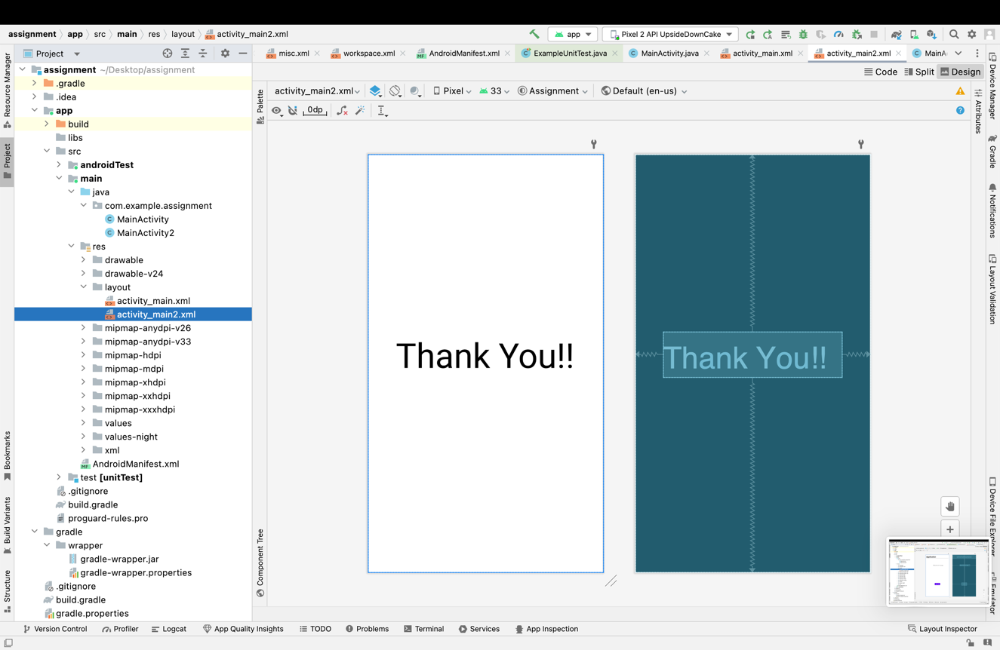 assignment app src main res layout activity_main2.xml
app Pixel 2 API UpsideDownCake
Project
misc.xml workspace.xml AndroidManifest.xml ExampleUnitTest.java MainActivity.java activity_main.xml activity_main2.xml MainA
Code Split Design
activity_main2.xml Pixel 33 Assignment Default (en-us)
0dp
Resource Manager
Project
Bookmarks
Build Variants
Structure
assignment ~/Desktop/assignment
.gradle
.idea
app
build
libs
src
androidTest
main
java
com.example.assignment
MainActivity
MainActivity2
res
drawable
drawable-v24
layout
activity_main.xml
activity_main2.xml
mipmap-anydpi-v26
mipmap-anydpi-v33
mipmap-hdpi
mipmap-mdpi
mipmap-xhdpi
mipmap-xxhdpi
mipmap-xxxhdpi
values
values-night
xml
AndroidManifest.xml
test [unitTest]
.gitignore
build.gradle
proguard-rules.pro
gradle
wrapper
gradle-wrapper.jar
gradle-wrapper.properties
.gitignore
build.gradle
gradle.properties
Palette
Component Tree
Thank You!!
Thank You!!
Attributes
Device Manager
Gradle
Notifications
Layout Validation
Device File Explorer
Emulator
Version Control Profiler Logcat App Quality Insights TODO Problems Terminal Services App Inspection Layout Inspector